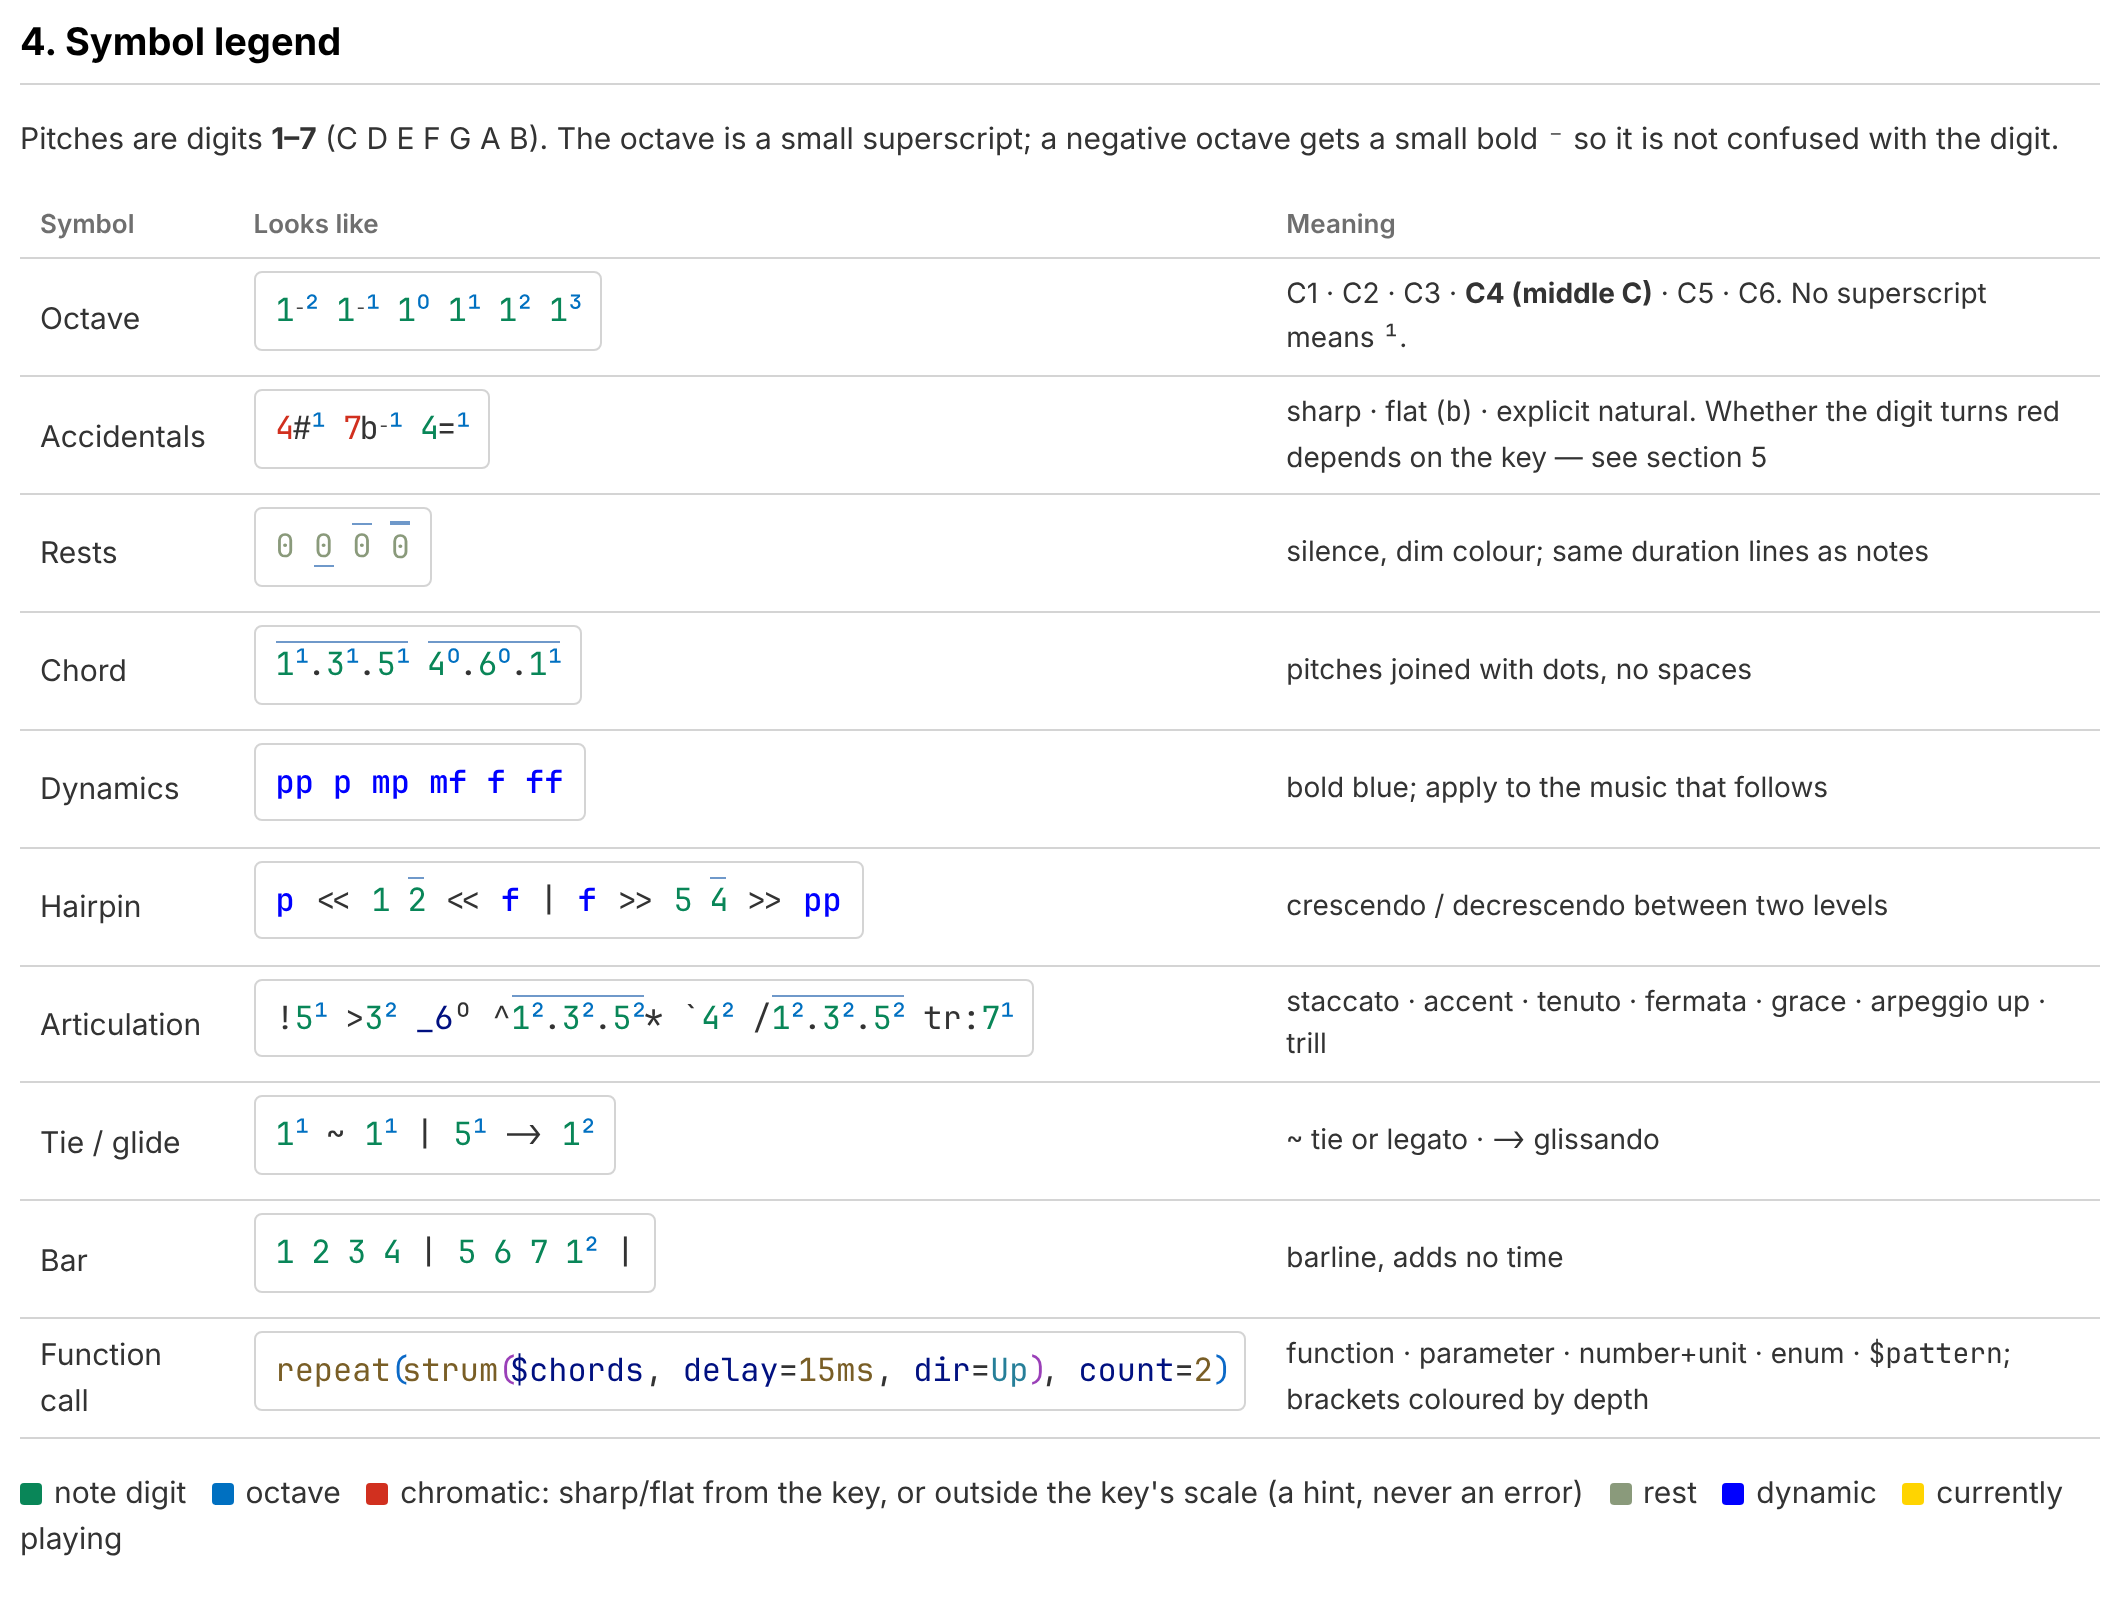 4. Symbol legend
Pitches are digits 1–7 (C D E F G A B). The octave is a small superscript; a negative octave gets a small bold ⁻ so it is not confused with the digit.
Symbol Looks like Meaning
Octave 1⁻² 1⁻¹ 1⁰ 1¹ 1² 1³ C1 · C2 · C3 · C4 (middle C) · C5 · C6. No superscript
means ¹.
Accidentals 4#¹ 7b⁻¹ 4=¹ sharp · flat (b) · explicit natural. Whether the digit turns red
depends on the key — see section 5
Rests 0 0 0 0 silence, dim colour; same duration lines as notes
Chord 1¹.3¹.5¹ 4⁰.6⁰.1¹ pitches joined with dots, no spaces
Dynamics pp p mp mf f ff bold blue; apply to the music that follows
Hairpin p << 1 2 << f | f >> 5 4 >> pp crescendo / decrescendo between two levels
Articulation !5¹ >3² _6⁰ ^1².3².5²* `4² /1².3².5² tr:7¹ staccato · accent · tenuto · fermata · grace · arpeggio up ·
trill
Tie / glide 1¹ ~ 1¹ | 5¹ → 1² ~ tie or legato · → glissando
Bar 1 2 3 4 | 5 6 7 1² | barline, adds no time
Function
call repeat(strum($chords, delay=15ms, dir=Up), count=2) function · parameter · number+unit · enum · $pattern;
brackets coloured by depth
note digit octave chromatic: sharp/flat from the key, or outside the key's scale (a hint, never an error) rest dynamic currently
playing